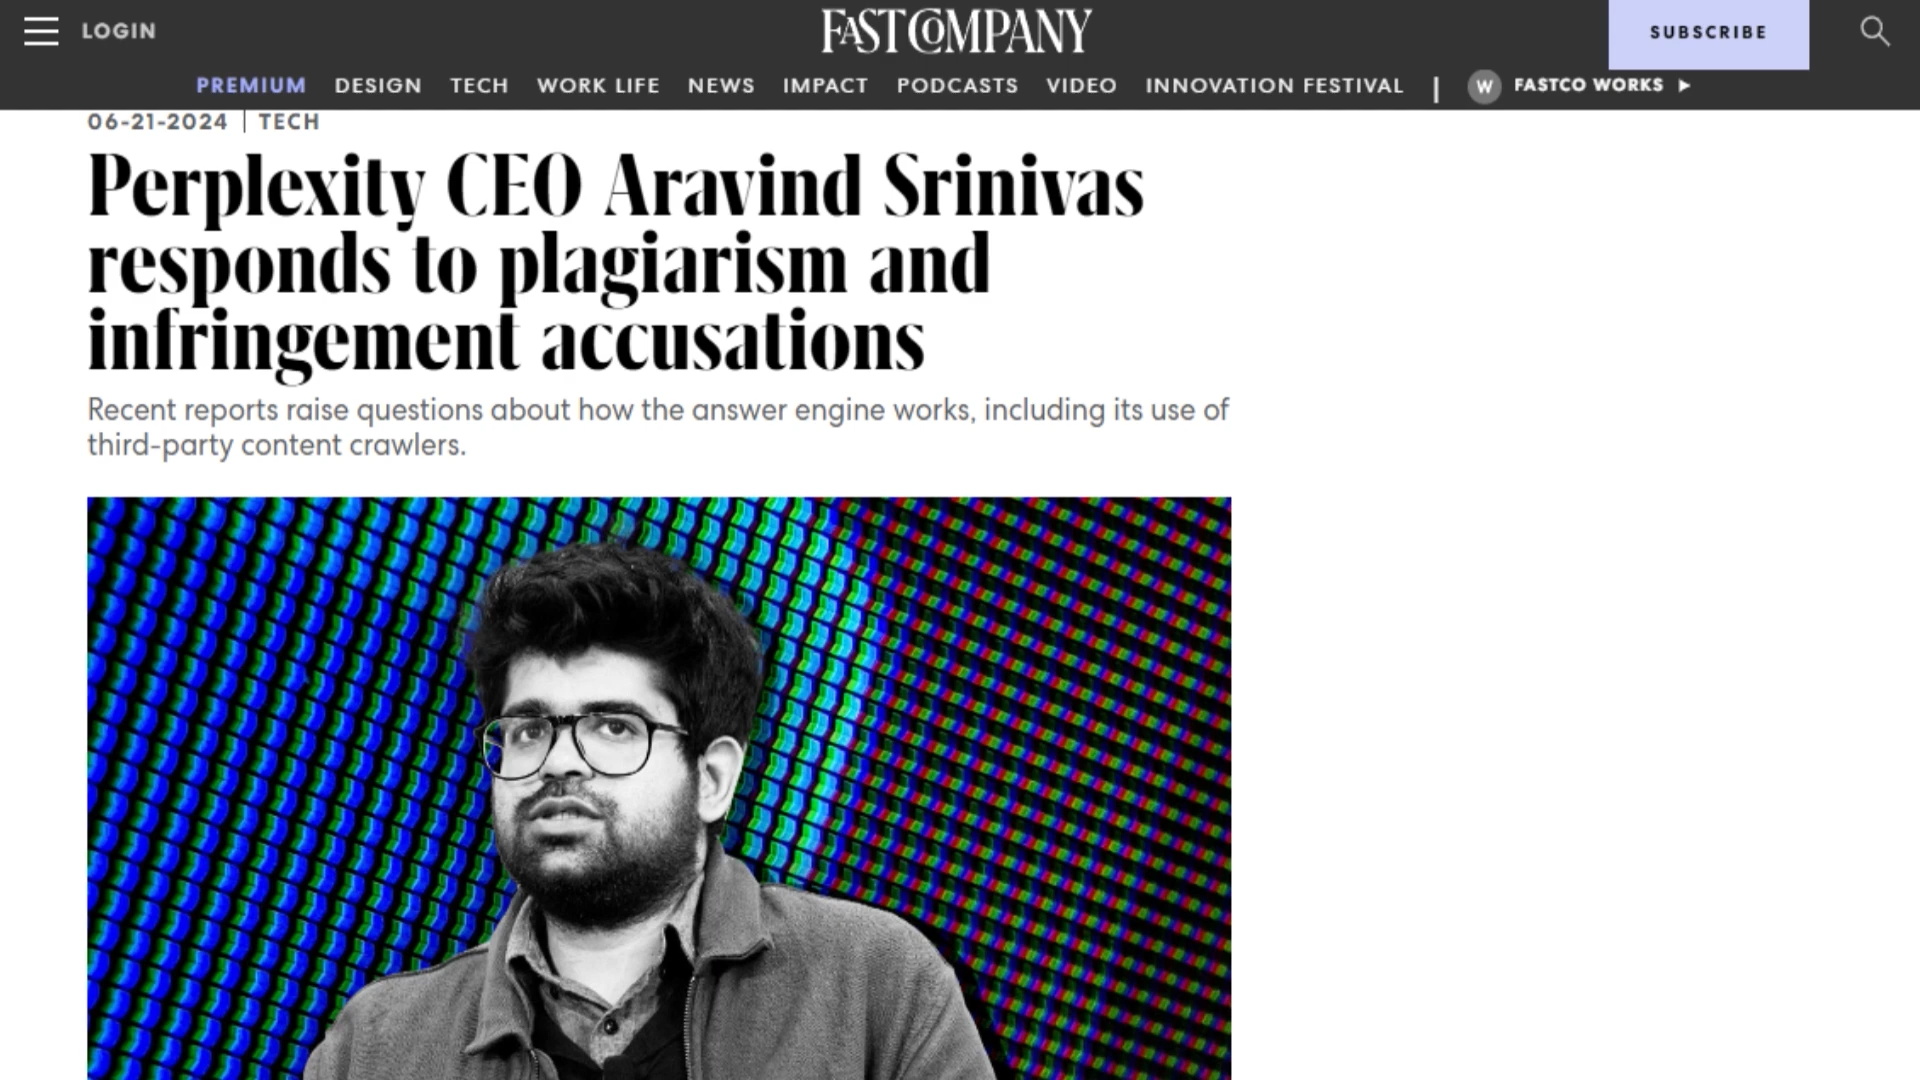 LOGIN
FAST COMPANY
SUBSCRIBE
PREMIUM DESIGN TECH WORK LIFE NEWS IMPACT PODCASTS VIDEO INNOVATION FESTIVAL | W FASTCO WORKS
06-21-2024 | TECH
Perplexity CEO Aravind Srinivas
responds to plagiarism and
infringement accusations
Recent reports raise questions about how the answer engine works, including its use of
third-party content crawlers.